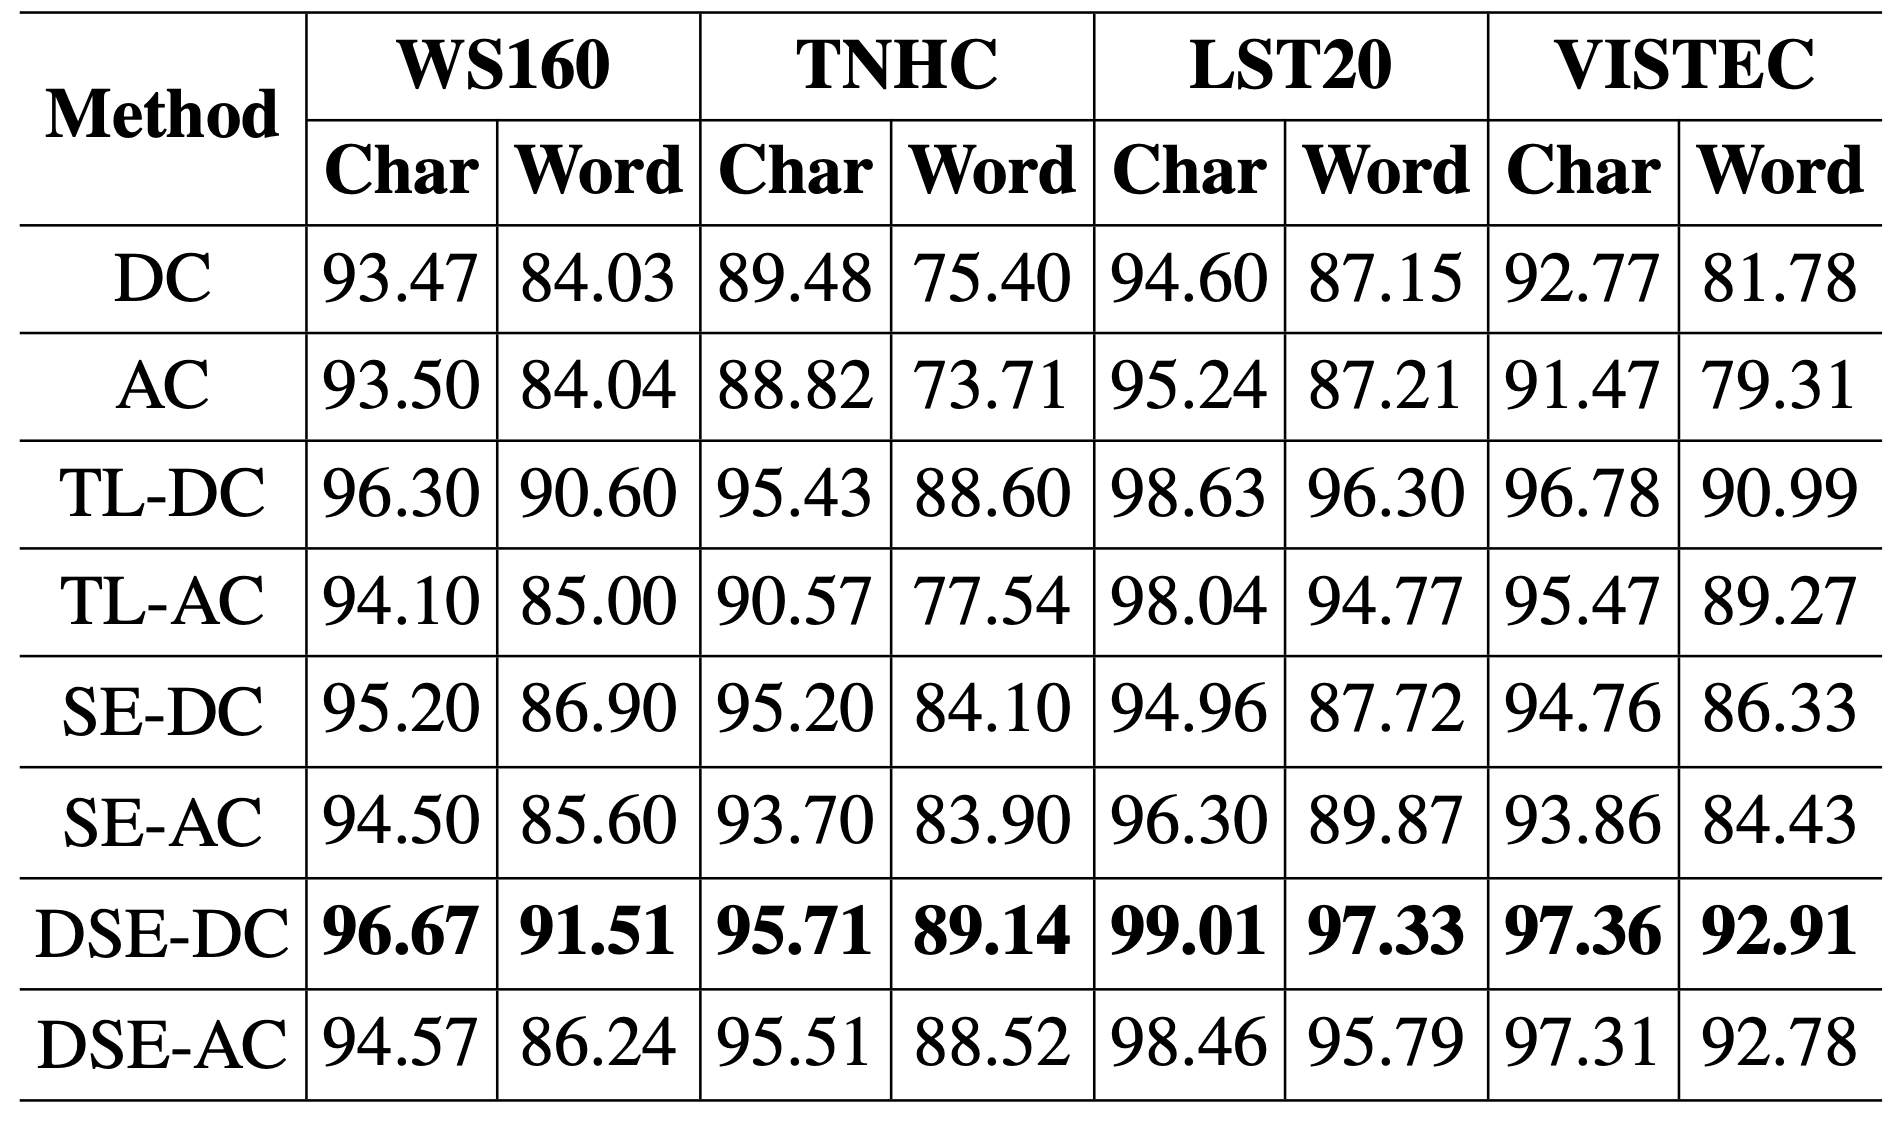 Method WS160 TNHC LST20 VISTEC
Char Word Char Word Char Word Char Word
DC 93.47 84.03 89.48 75.40 94.60 87.15 92.77 81.78
AC 93.50 84.04 88.82 73.71 95.24 87.21 91.47 79.31
TL-DC 96.30 90.60 95.43 88.60 98.63 96.30 96.78 90.99
TL-AC 94.10 85.00 90.57 77.54 98.04 94.77 95.47 89.27
SE-DC 95.20 86.90 95.20 84.10 94.96 87.72 94.76 86.33
SE-AC 94.50 85.60 93.70 83.90 96.30 89.87 93.86 84.43
DSE-DC 96.67 91.51 95.71 89.14 99.01 97.33 97.36 92.91
DSE-AC 94.57 86.24 95.51 88.52 98.46 95.79 97.31 92.78